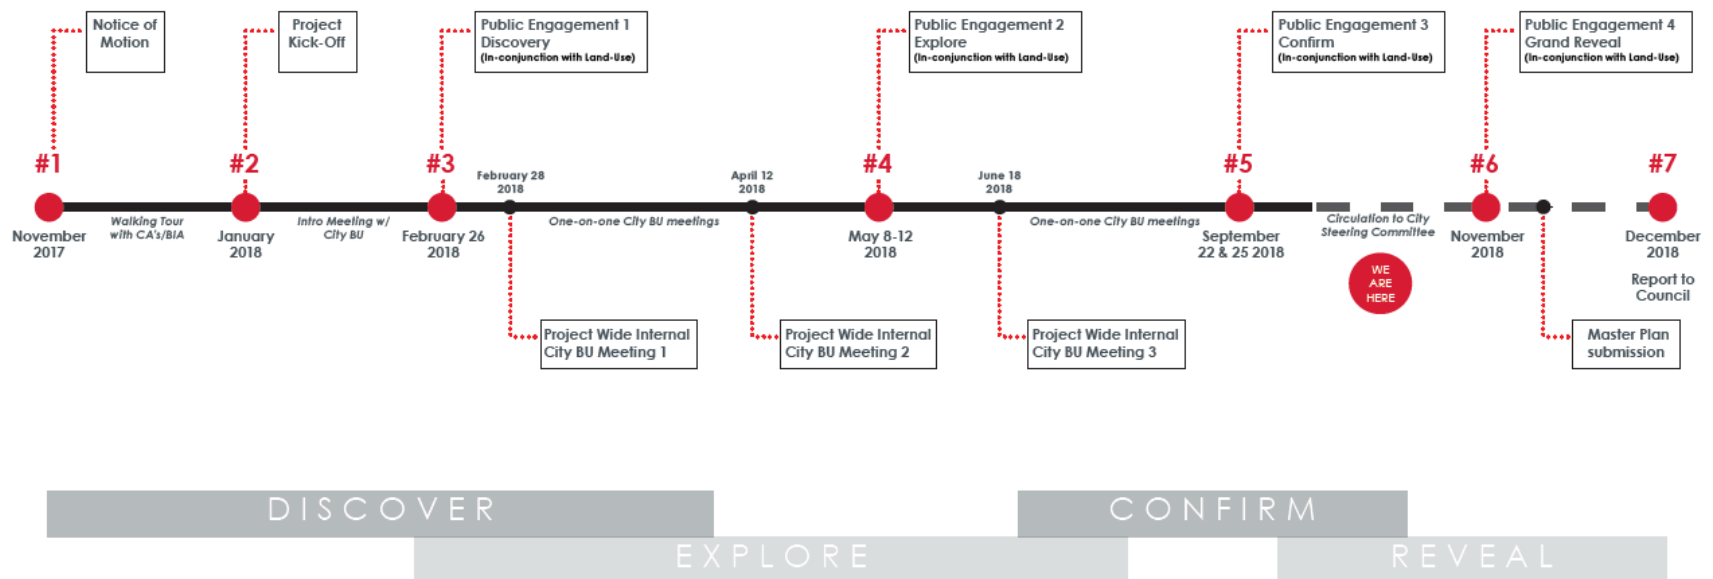 Notice of
Motion
Project
Kick-Off
Public Engagement 1
Discovery
(In-conjunction with Land-Use)
Public Engagement 2
Explore
(In-conjunction with Land-Use)
Public Engagement 3
Confirm
(In-conjunction with Land-Use)
Public Engagement 4
Grand Reveal
(In-conjunction with Land-Use)
#1
#2
#3
February 28
2018
April 12
2018
#4
June 18
2018
#5
#6
#7
November
2017
Walking Tour
with CA's/BIA
January
2018
Intro Meeting w/
City BU
February 26
2018
One-on-one City BU meetings
May 8-12
2018
One-on-one City BU meetings
September
22 & 25 2018
Circulation to City
Steering Committee
November
2018
December
2018
Report to
Council
WE
ARE
HERE
Project Wide Internal
City BU Meeting 1
Project Wide Internal
City BU Meeting 2
Project Wide Internal
City BU Meeting 3
Master Plan
submission
DISCOVER
CONFIRM
EXPLORE
REVEAL